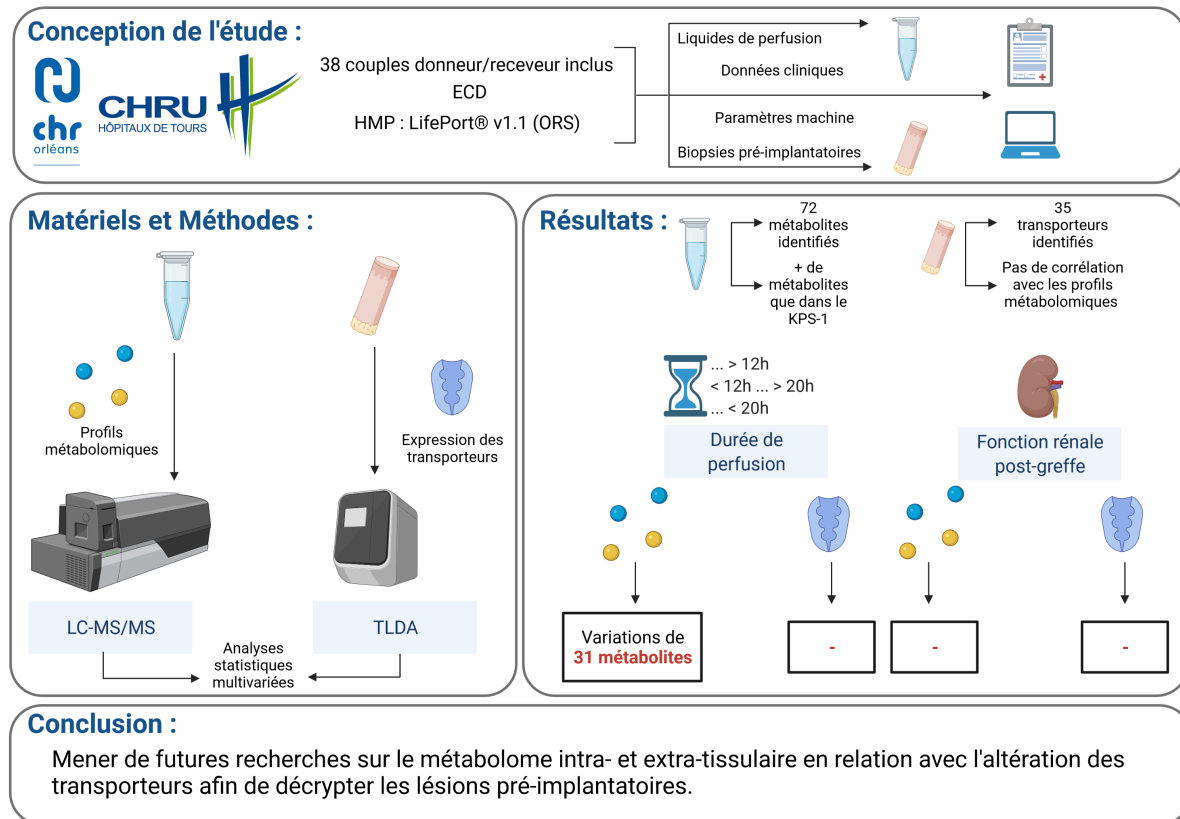 Conception de l'étude :
chr
orléans
CHRU
HÔPITAUX DE TOURS
38 couples donneur/receveur inclus
ECD
HMP : LifePort® v1.1 (ORS)
Liquides de perfusion
Données cliniques
Paramètres machine
Biopsies pré-implantatoires
Matériels et Méthodes :
Profils
métabolomiques
Expression des
transporteurs
LC-MS/MS
TLDA
Analyses
statistiques
multivariées
Résultats :
72
métabolites
identifiés
+ de
métabolites
que dans le
KPS-1
35
transporteurs
identifiés
Pas de corrélation
avec les profils
métabolomiques
... > 12h
< 12h ... > 20h
... < 20h
Durée de
perfusion
Fonction rénale
post-greffe
Variations de
31 métabolites
-
-
-
Conclusion :
Mener de futures recherches sur le métabolome intra- et extra-tissulaire en relation avec l'altération des
transporteurs afin de décrypter les lésions pré-implantatoires.